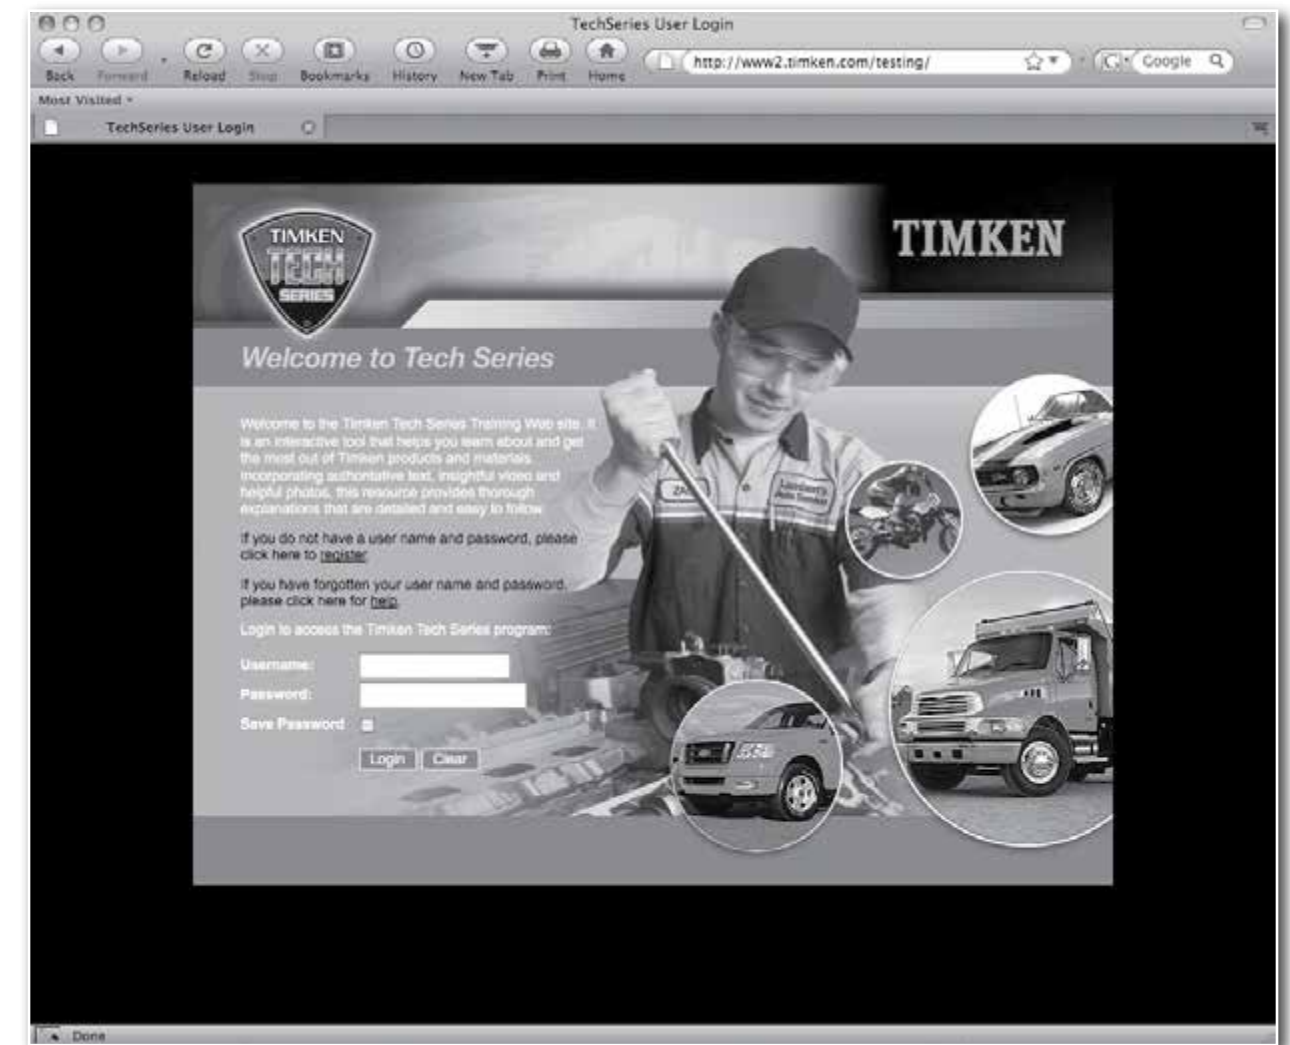 TechSeries User Login
Back Forward Reload Stop Bookmarks History New Tab Print Home http://www2.timken.com/testing/ Google
Most Visited
TechSeries User Login
TIMKEN
TECH
SERIES
TIMKEN
Welcome to Tech Series
Welcome to the Timken Tech Series Training Web site. It
is an interactive tool that helps you learn about and get
the most out of Timken products and materials.
Incorporating authoritative text, insightful video and
helpful photos, this resource provides thorough
explanations that are detailed and easy to follow.
If you do not have a user name and password, please
click here to register.
If you have forgotten your user name and password,
please click here for help.
Login to access the Timken Tech Series program:
Username:
Password:
Save Password
Login Clear
Auto Service
Done